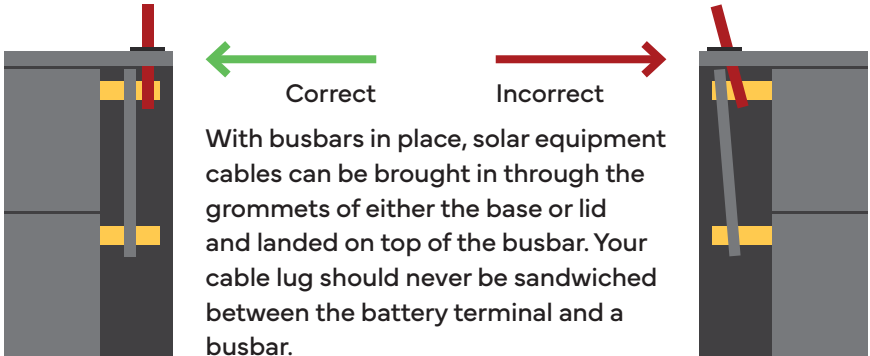 Correct
Incorrect
With busbars in place, solar equipment
cables can be brought in through the
grommets of either the base or lid
and landed on top of the busbar. Your
cable lug should never be sandwiched
between the battery terminal and a
busbar.